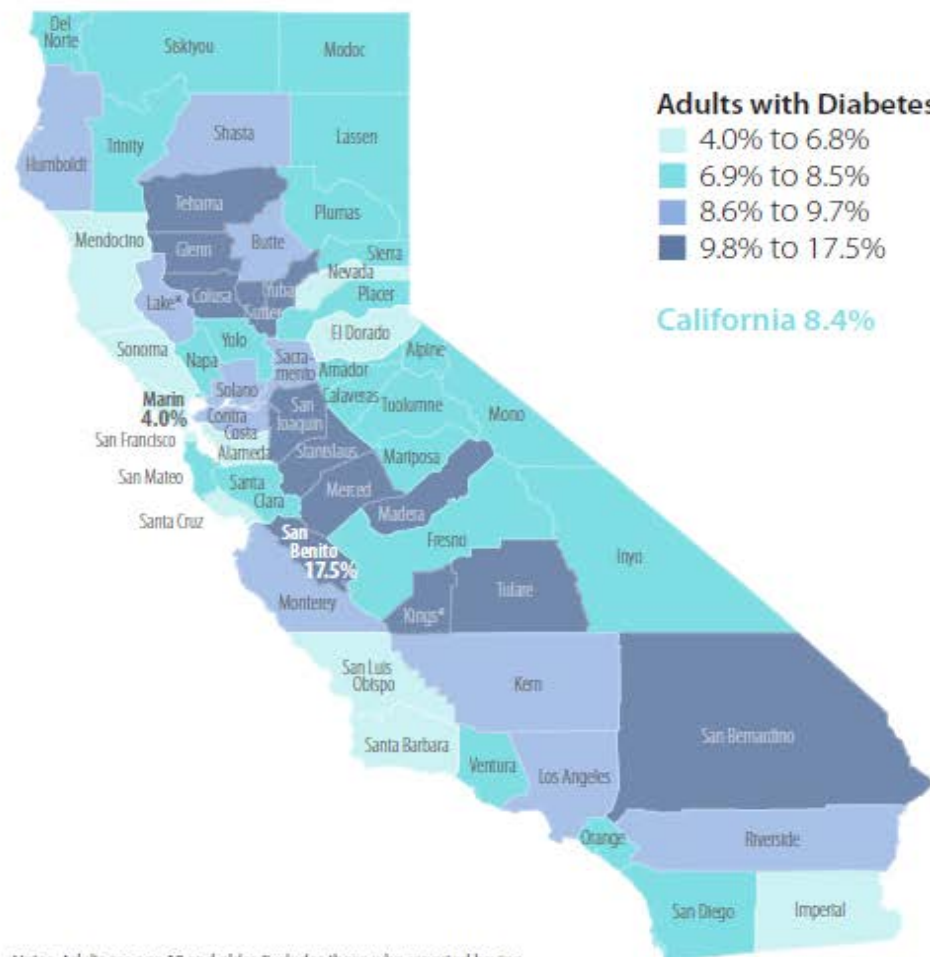 Adults with Diabetes
4.0% to 6.8%
6.9% to 8.5%
8.6% to 9.7%
9.8% to 17.5%
California 8.4%
Del
Norte
Siskiyou
Modoc
Humboldt
Trinity
Shasta
Lassen
Tehama
Plumas
Mendocino
Glenn
Butte
Sierra
Nevada
Lake*
Colusa
Yuba
Sutter
Placer
El Dorado
Sonoma
Napa
Yolo
Sacra-
mento
Amador
Alpine
Marin
4.0%
Solano
Calaveras
Tuolumne
Mono
Contra
Costa
San
Joaquin
San Francisco
Alameda
Stanislaus
Mariposa
San Mateo
Santa
Clara
Merced
Madera
Santa Cruz
San
Benito
17.5%
Fresno
Inyo
Monterey
Kings*
Tulare
San Luis
Obispo
Kern
Santa Barbara
San Bernardino
Ventura
Los Angeles
Orange
Riverside
San Diego
Imperial